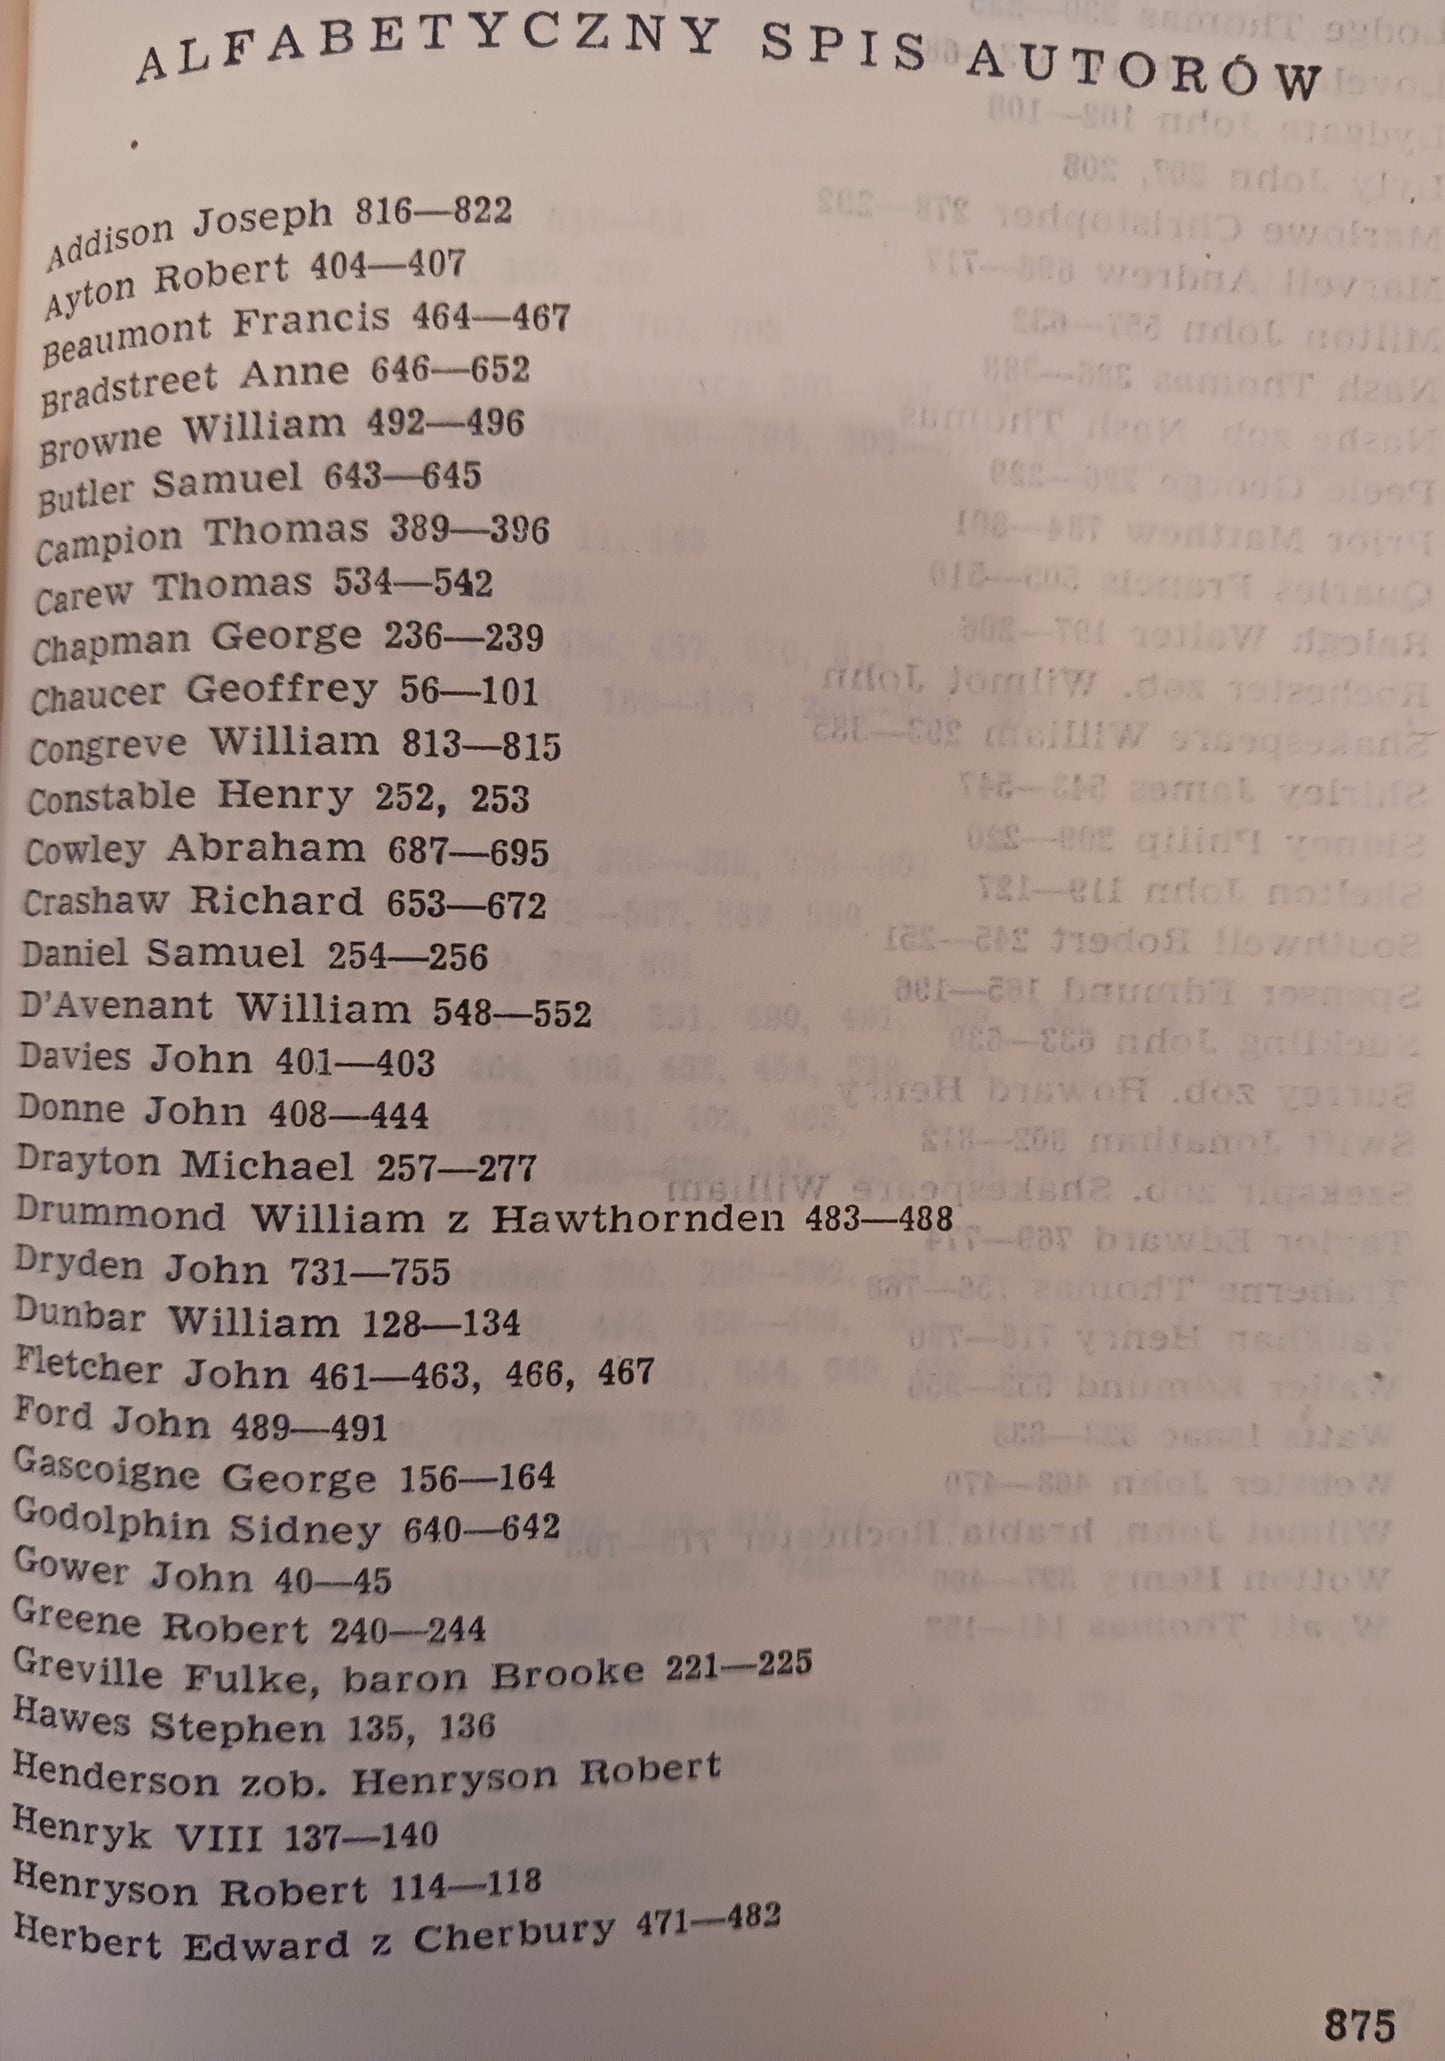 ALFABETYCZNY SPIS AUTORÓW
Addison Joseph 816—822
Ayton Robert 404—407
Beaumont Francis 464—467
Bradstreet Anne 646—652
Browne William 492—496
Butler Samuel 643—645
Campion Thomas 389—396
Carew Thomas 534—542
Chapman George 236—239
Chaucer Geoffrey 56—101
Congreve William 813—815
Constable Henry 252, 253
Cowley Abraham 687—695
Crashaw Richard 653—672
Daniel Samuel 254—256
D'Avenant William 548—552
Davies John 401—403
Donne John 408—444
Drayton Michael 257—277
Drummond William z Hawthornden 483—488
Dryden John 731—755
Dunbar William 128—134
Fletcher John 461—463, 466, 467
Ford John 489—491
Gascoigne George 156—164
Godolphin Sidney 640—642
Gower John 40—45
Greene Robert 240—244
Greville Fulke, baron Brooke 221—225
Hawes Stephen 135, 136
Henderson zob. Henryson Robert
Henryk VIII 137—140
Henryson Robert 114—118
Herbert Edward z Cherbury 471—482
875